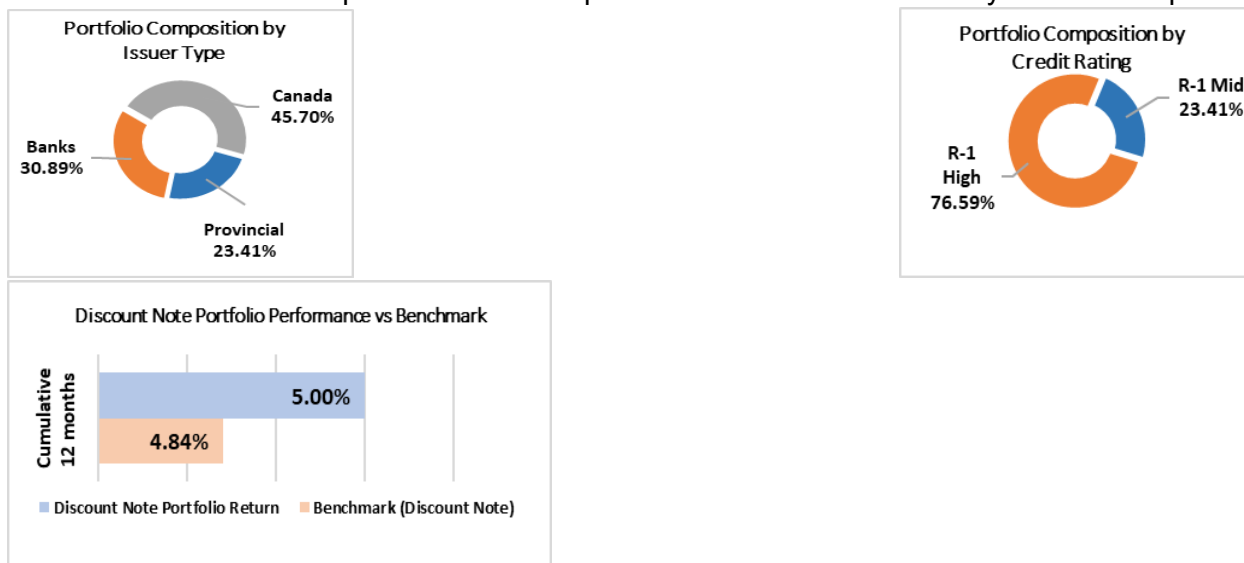 Portfolio Composition by
Issuer Type
Canada
45.70%
Banks
30.89%
Provincial
23.41%
Portfolio Composition by
Credit Rating
R-1 Mid
23.41%
R-1
High
76.59%
Discount Note Portfolio Performance vs Benchmark
Cumulative
12 months
5.00%
4.84%
Discount Note Portfolio Return
Benchmark (Discount Note)